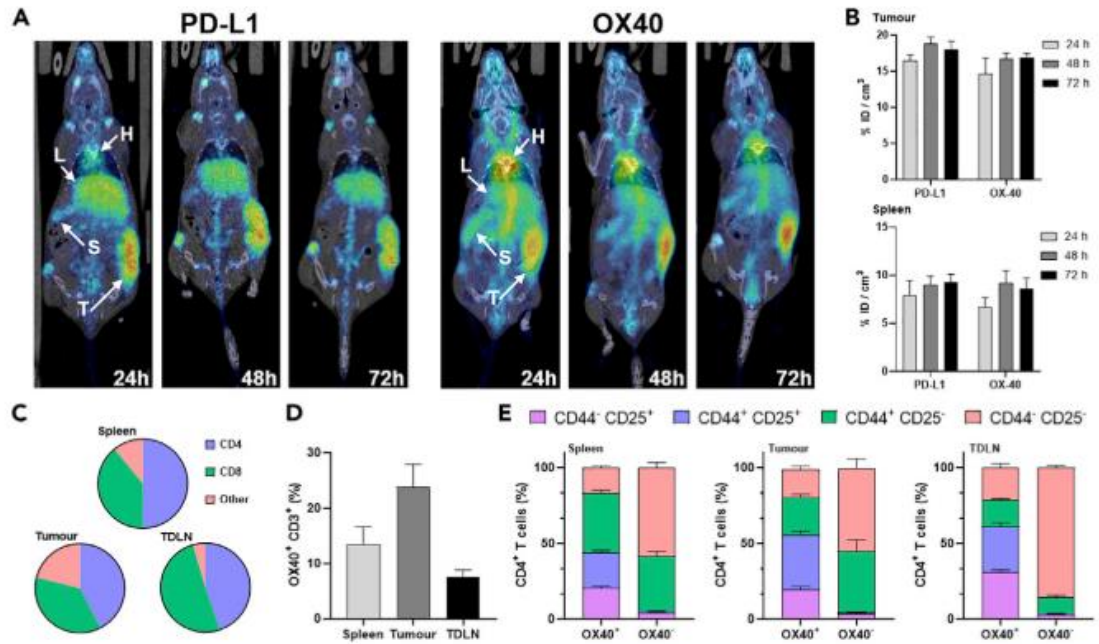 A
PD-L1
OX40
H
L
S
T
24h
48h
72h
H
L
S
T
24h
48h
72h
B
Tumour
20
15
10
5
0
% ID / cm³
PD-L1
OX-40
24 h
48 h
72 h
Spleen
15
10
5
0
% ID / cm³
PD-L1
OX-40
24 h
48 h
72 h
C
Spleen
CD4
CD8
Other
Tumour
TDLN
D
30
20
10
0
OX40⁺ CD3⁺ (%)
Spleen
Tumour
TDLN
E
CD44⁻ CD25⁺
CD44⁺ CD25⁺
CD44⁺ CD25⁻
CD44⁻ CD25⁻
Spleen
100
50
0
CD4⁺ T cells (%)
OX40⁺
OX40⁻
Tumour
100
50
0
CD4⁺ T cells (%)
OX40⁺
OX40⁻
TDLN
100
50
0
CD4⁺ T cells (%)
OX40⁺
OX40⁻